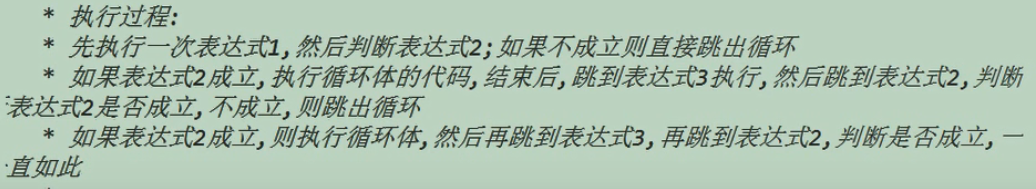 * 执行过程:
* 先执行一次表达式1,然后判断表达式2;如果不成立则直接跳出循环
* 如果表达式2成立,执行循环体的代码,结束后,跳到表达式3执行,然后跳到表达式2,判断
表达式2是否成立,不成立,则跳出循环
* 如果表达式2成立,则执行循环体,然后再跳到表达式3,再跳到表达式2,判断是否成立,一
直如此